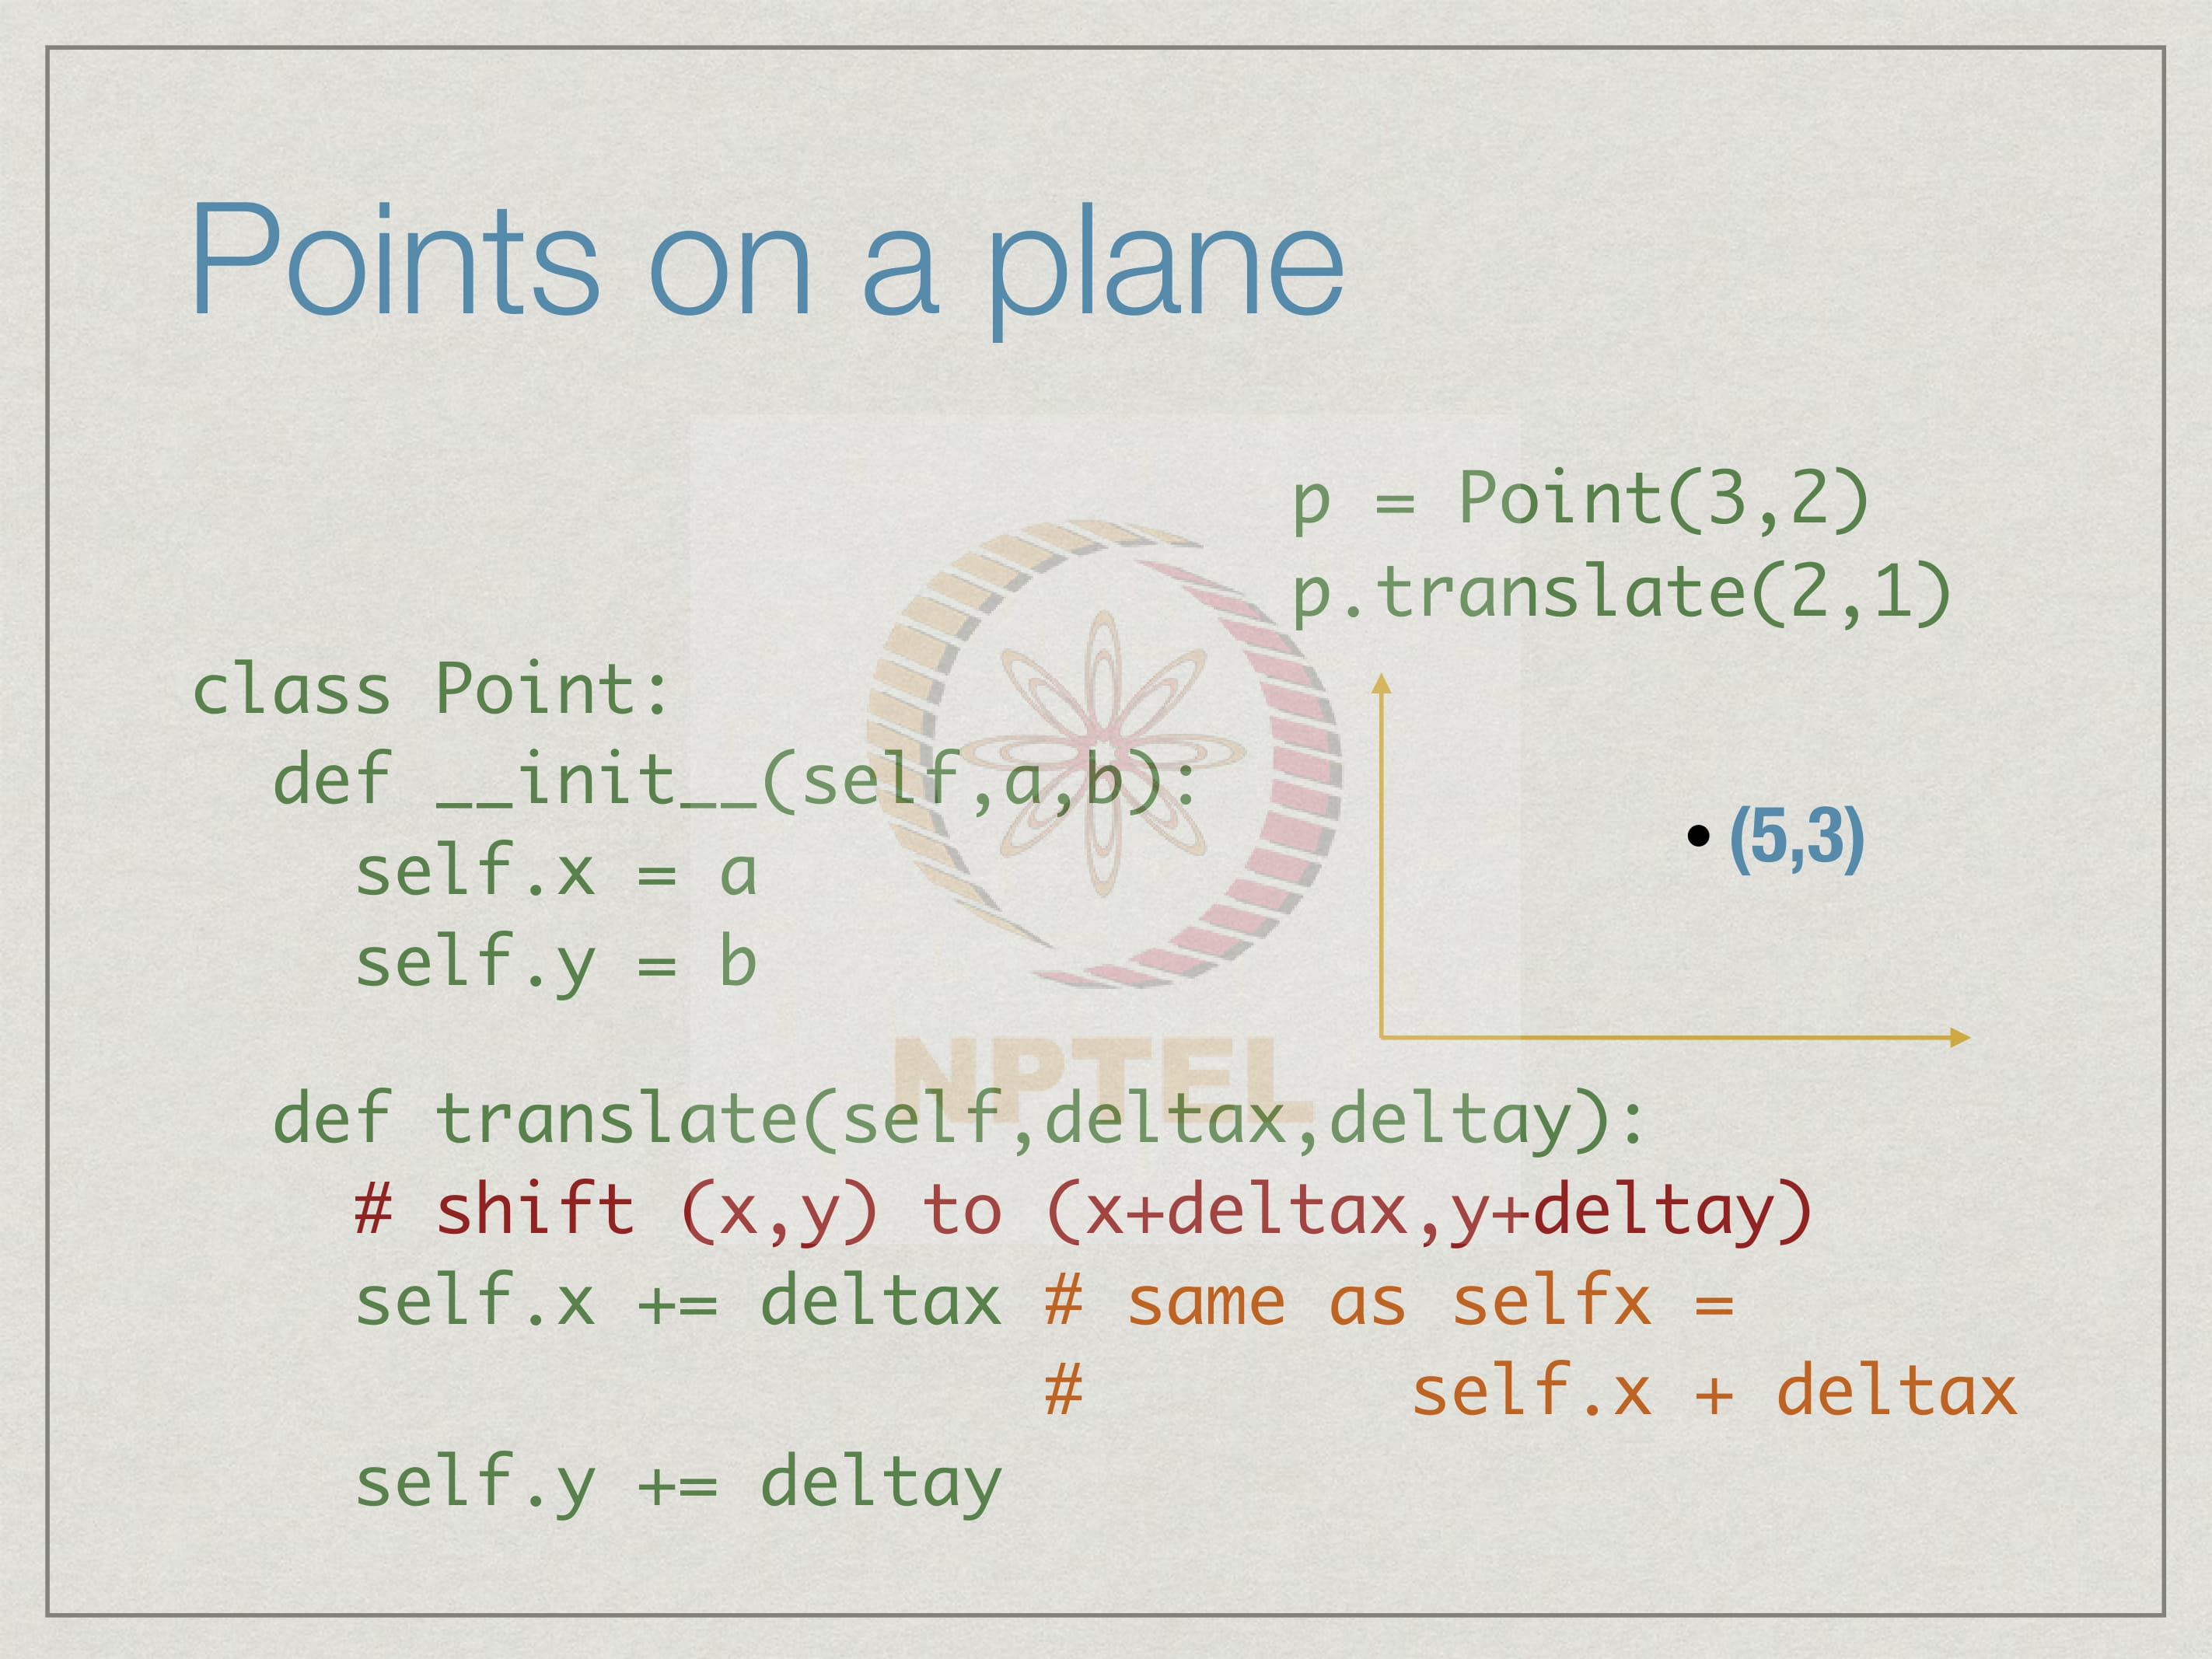 Points on a plane
p = Point(3,2)
p.translate(2,1)
class Point:
def __init__(self,a,b):
self.x = a
self.y = b
(5,3)
NPTEL
def translate(self,deltax,deltay):
# shift (x,y) to (x+deltax,y+deltay)
self.x += deltax # same as selfx =
# self.x + deltax
self.y += deltay